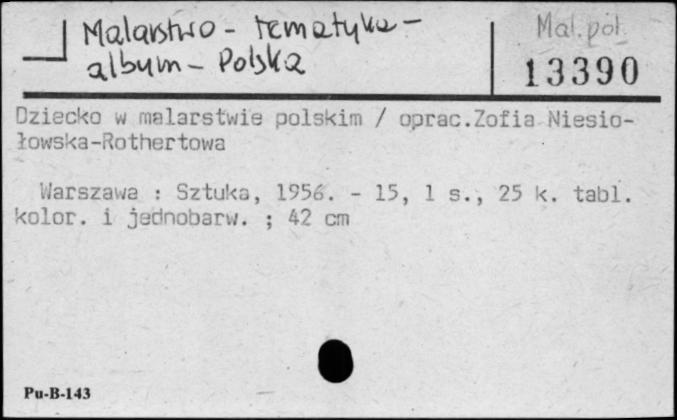 Malarstwo - tematyka -
album - Polska
Mal. pol.
13390
Dziecko w malarstwie polskim / oprac.Zofia Niesio-
łowska-Rothertowa
Warszawa : Sztuka, 1956. - 15, 1 s., 25 k. tabl.
kolor. i jednobarw. ; 42 cm
Pu-B-143